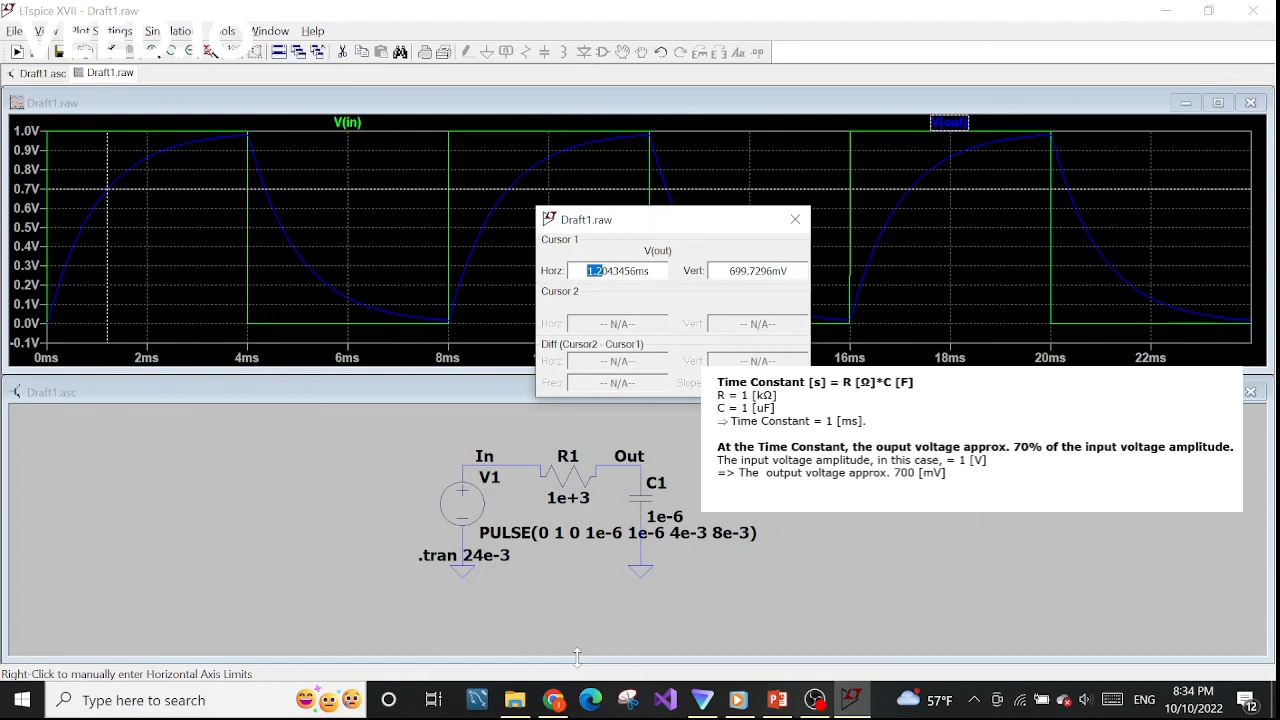 LTspice XVII - Draft1.raw
File View Plot Settings Simulation Tools Window Help
Draft1.asc Draft1.raw
Draft1.raw
V(in) V(out)
1.0V
0.9V
0.8V
0.7V
0.6V
0.5V
0.4V
0.3V
0.2V
0.1V
0.0V
-0.1V
0ms 2ms 4ms 6ms 8ms 16ms 18ms 20ms 22ms
Draft1.raw
Cursor 1
V(out)
Horz: 1.2043456ms Vert: 699.7296mV
Cursor 2
Horz: -- N/A-- Vert: -- N/A--
Diff (Cursor2 - Cursor1)
Horz: -- N/A-- Vert: -- N/A--
Freq: -- N/A-- Slope
Time Constant [s] = R [Ω]*C [F]
R = 1 [kΩ]
C = 1 [uF]
⇒ Time Constant = 1 [ms].
At the Time Constant, the ouput voltage approx. 70% of the input voltage amplitude.
The input voltage amplitude, in this case, = 1 [V]
=> The output voltage approx. 700 [mV]
Draft1.asc
In R1 Out
V1 C1
1e+3
1e-6
PULSE(0 1 0 1e-6 1e-6 4e-3 8e-3)
.tran 24e-3
Right-Click to manually enter Horizontal Axis Limits
Type here to search
57°F
ENG
8:34 PM
10/10/2022
12